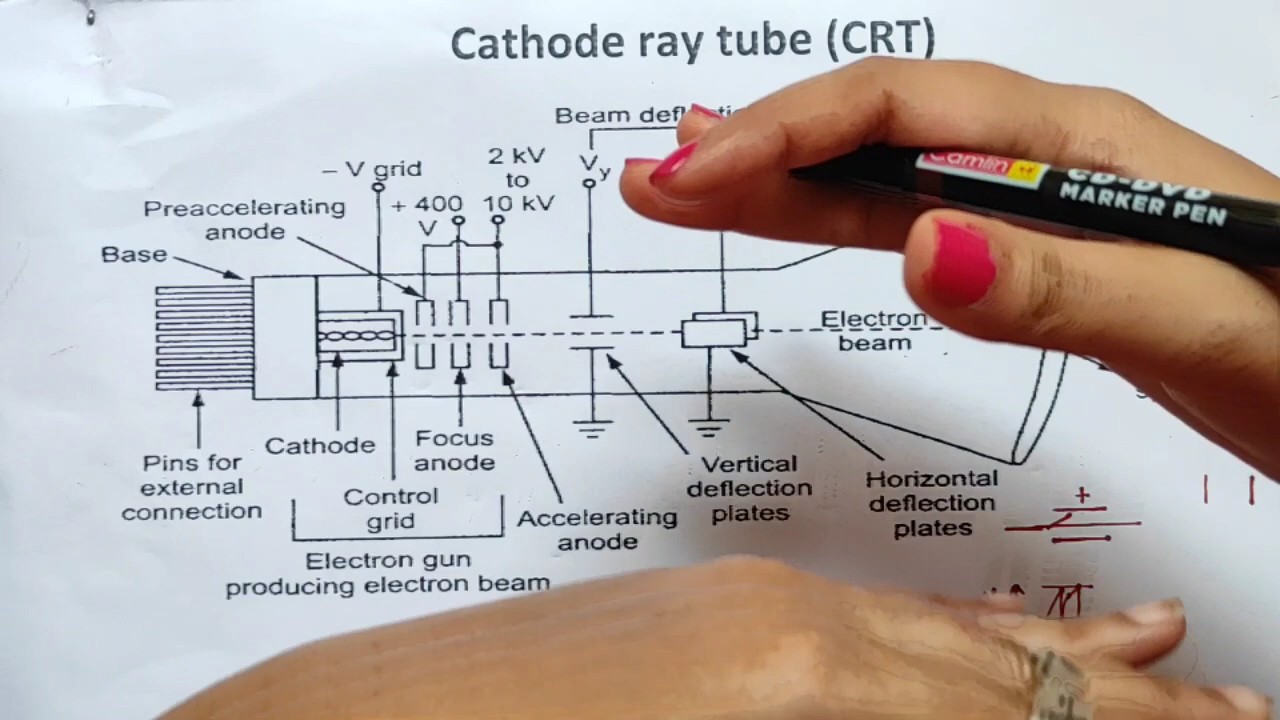 Cathode ray tube (CRT)
Beam
– V grid
2 kV
to
10 kV
+ 400
V
Vy
Preaccelerating
anode
Base
Electron
beam
Cathode
Focus
anode
Pins for
external
connection
Control
grid
Accelerating
anode
Vertical
deflection
plates
Horizontal
deflection
plates
Electron gun
producing electron beam
+
Camlin
CD-DVD
MARKER PEN